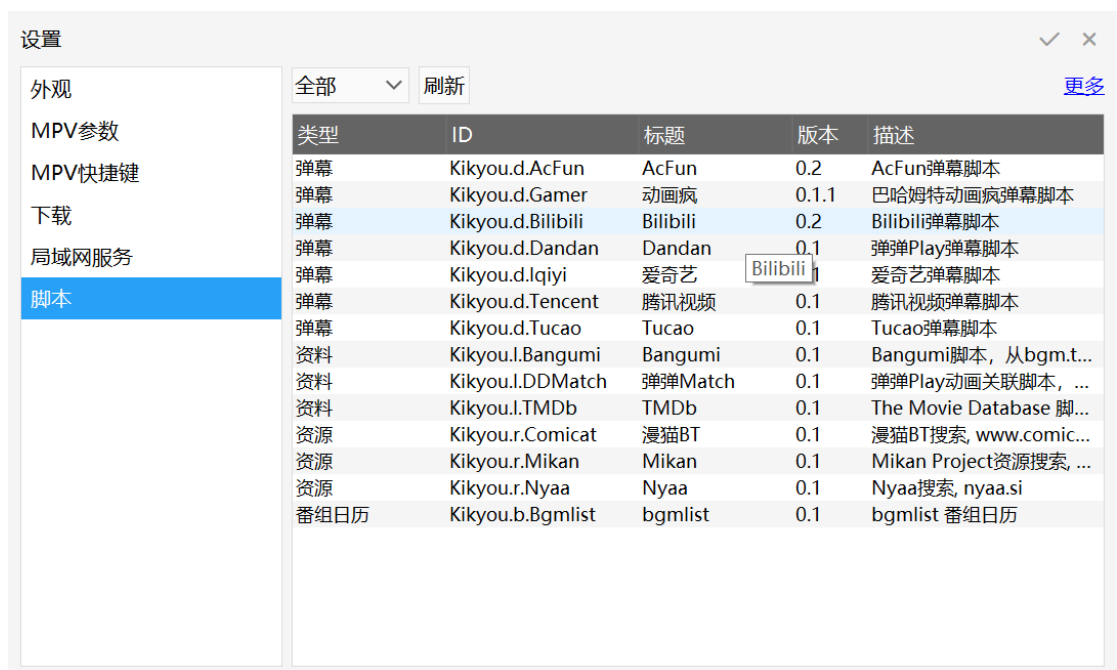 设置
外观
MPV参数
MPV快捷键
下载
局域网服务
脚本
全部 刷新 更多
类型 ID 标题 版本 描述
弹幕 Kikyou.d.AcFun AcFun 0.2 AcFun弹幕脚本
弹幕 Kikyou.d.Gamer 动画疯 0.1.1 巴哈姆特动画疯弹幕脚本
弹幕 Kikyou.d.Bilibili Bilibili 0.2 Bilibili弹幕脚本
弹幕 Kikyou.d.Dandan Dandan 0.1 弹弹Play弹幕脚本
Bilibili
弹幕 Kikyou.d.Iqiyi 爱奇艺 1 爱奇艺弹幕脚本
弹幕 Kikyou.d.Tencent 腾讯视频 0.1 腾讯视频弹幕脚本
弹幕 Kikyou.d.Tucao Tucao 0.1 Tucao弹幕脚本
资料 Kikyou.l.Bangumi Bangumi 0.1 Bangumi脚本，从bgm.t...
资料 Kikyou.l.DDMatch 弹弹Match 0.1 弹弹Play动画关联脚本，...
资料 Kikyou.l.TMDb TMDb 0.1 The Movie Database 脚...
资源 Kikyou.r.Comicat 漫猫BT 0.1 漫猫BT搜索, www.comic...
资源 Kikyou.r.Mikan Mikan 0.1 Mikan Project资源搜索, ...
资源 Kikyou.r.Nyaa Nyaa 0.1 Nyaa搜索, nyaa.si
番组日历 Kikyou.b.Bgmlist bgmlist 0.1 bgmlist 番组日历